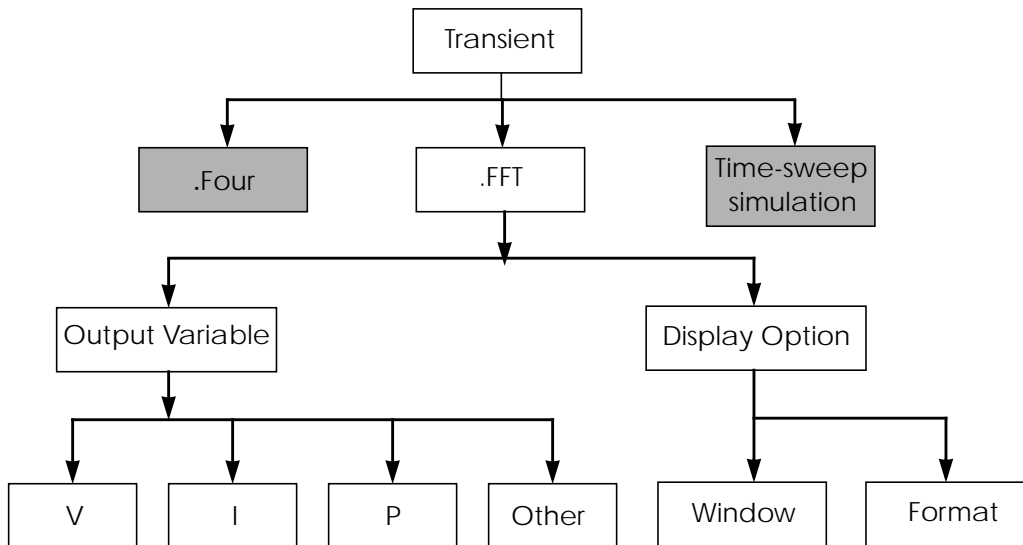 Transient
.Four
.FFT
Time-sweep
simulation
Output Variable
Display Option
V
I
P
Other
Window
Format